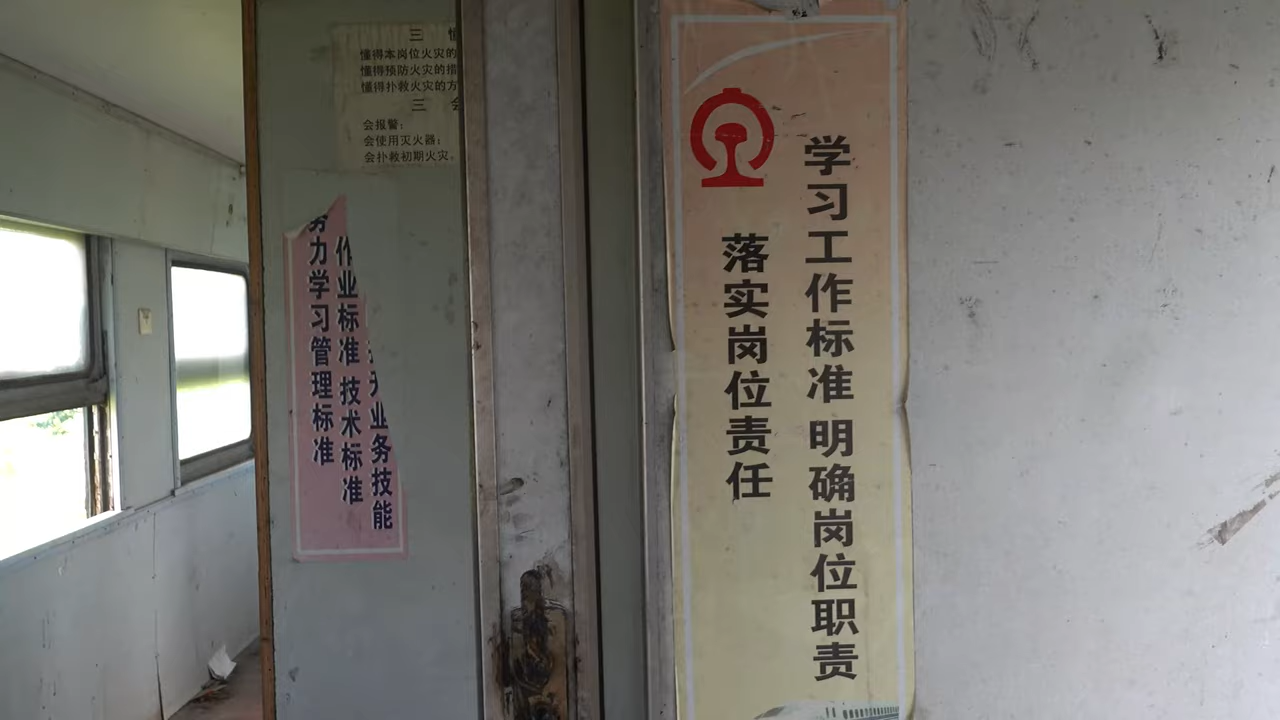 三
懂得本岗位火灾的
懂得预防火灾的措
懂得扑救火灾的方
三
会报警；
会使用灭火器；
会扑救初期火灾。
业务技能
作业标准 技术标准
努力学习管理标准
学习工作标准 明确岗位职责
落实岗位责任